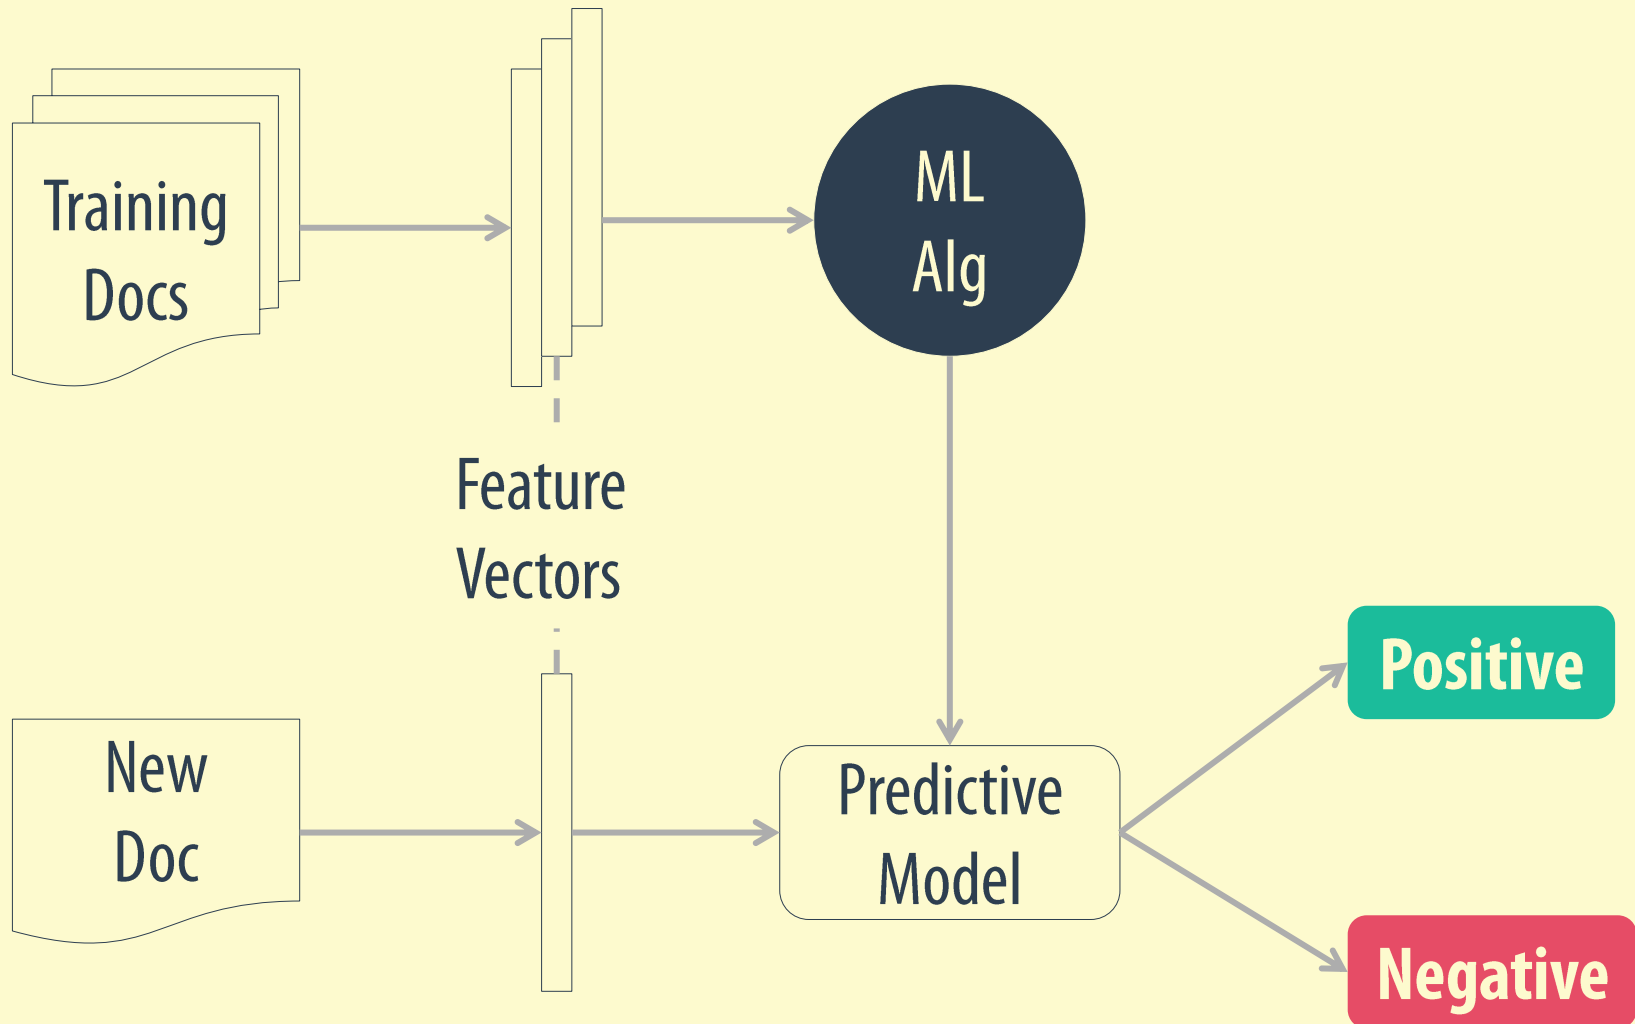 Training
Docs
ML
Alg
Feature
Vectors
New
Doc
Predictive
Model
Positive
Negative